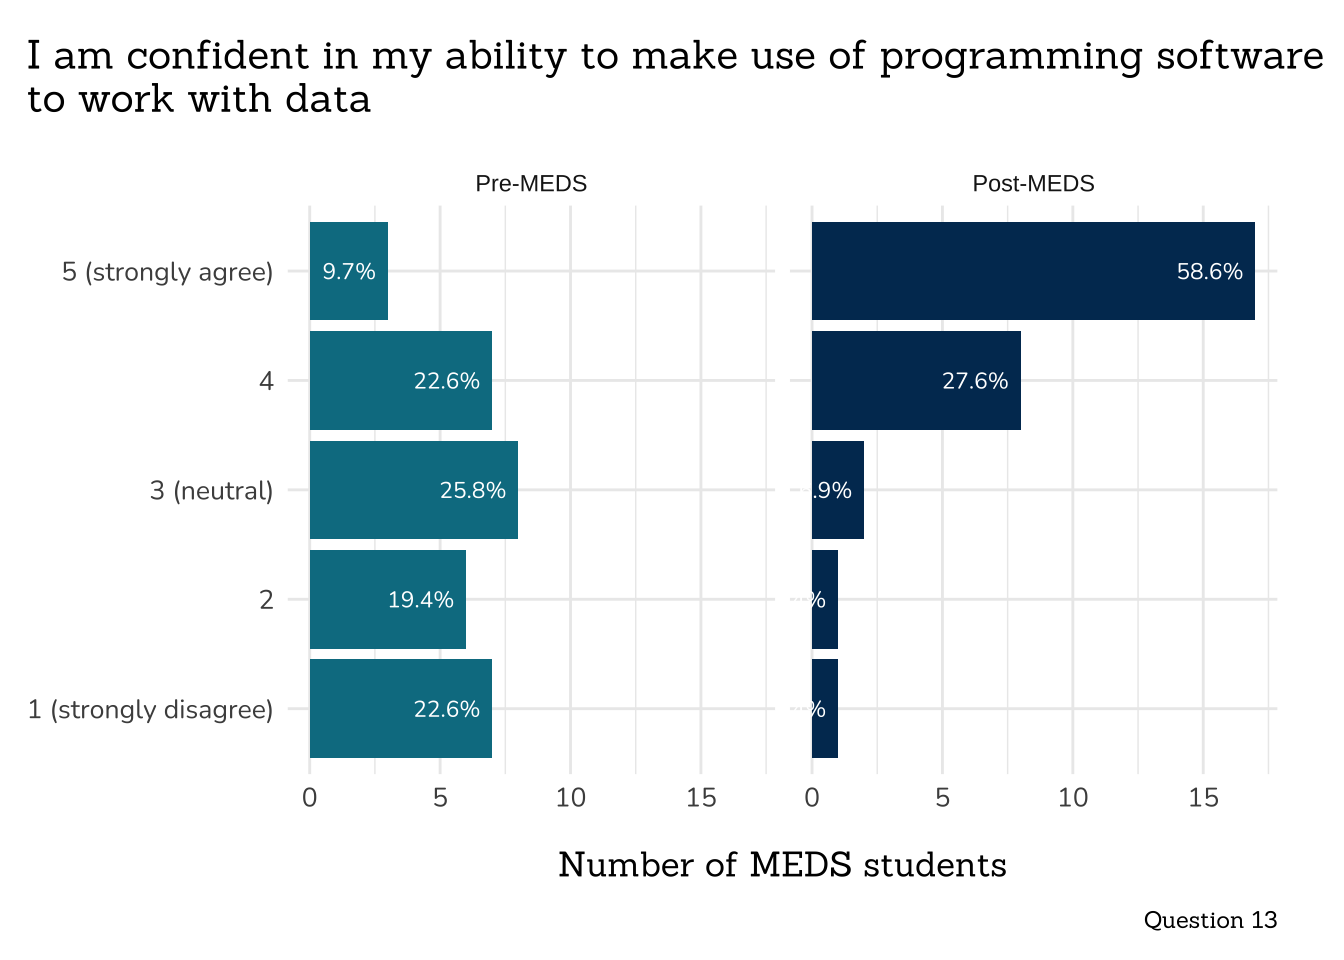 I am confident in my ability to make use of programming software
to work with data
Pre-MEDS
Post-MEDS
5 (strongly agree)
9.7%
58.6%
4
22.6%
27.6%
3 (neutral)
25.8%
.9%
2
19.4%
%
1 (strongly disagree)
22.6%
%
0
5
10
15
0
5
10
15
Number of MEDS students
Question 13